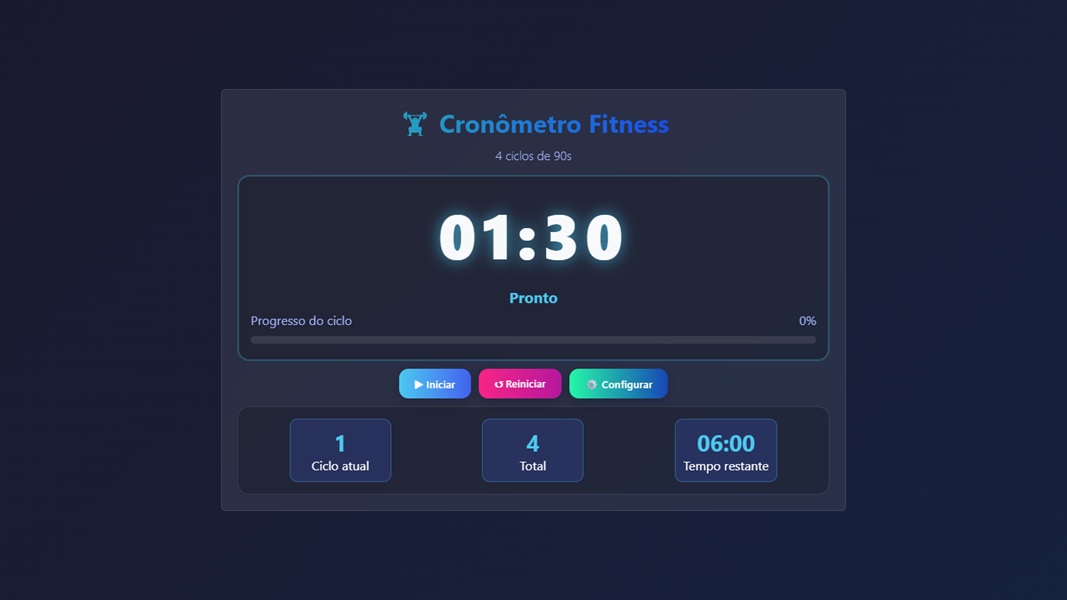 Cronômetro Fitness
4 ciclos de 90s
01:30
Pronto
Progresso do ciclo 0%
Iniciar Reiniciar Configurar
1 4 06:00
Ciclo atual Total Tempo restante